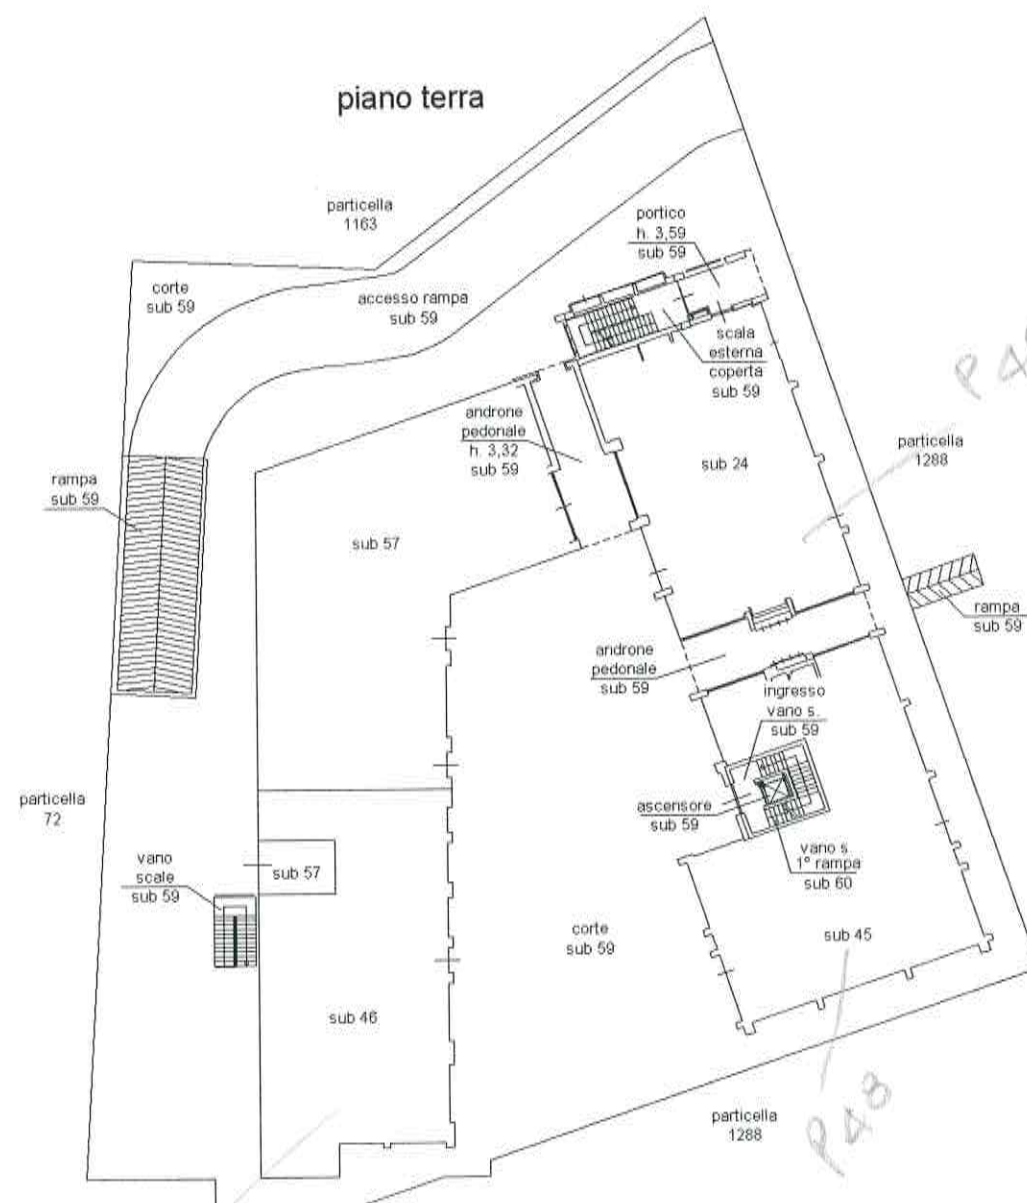 piano terra
particella
1163
portico
h. 3,59
sub 59
corte
sub 59
accesso rampa
sub 59
scala
esterna
coperta
sub 59
androne
pedonale
h. 3,32
sub 59
particella
1288
sub 24
rampa
sub 59
sub 57
rampa
sub 59
androne
pedonale
sub 59
ingresso
vano s.
sub 59
particella
72
ascensore
sub 59
vano
scale
sub 59
sub 57
vano s.
1° rampa
sub 60
corte
sub 59
sub 45
sub 46
particella
1288
P48